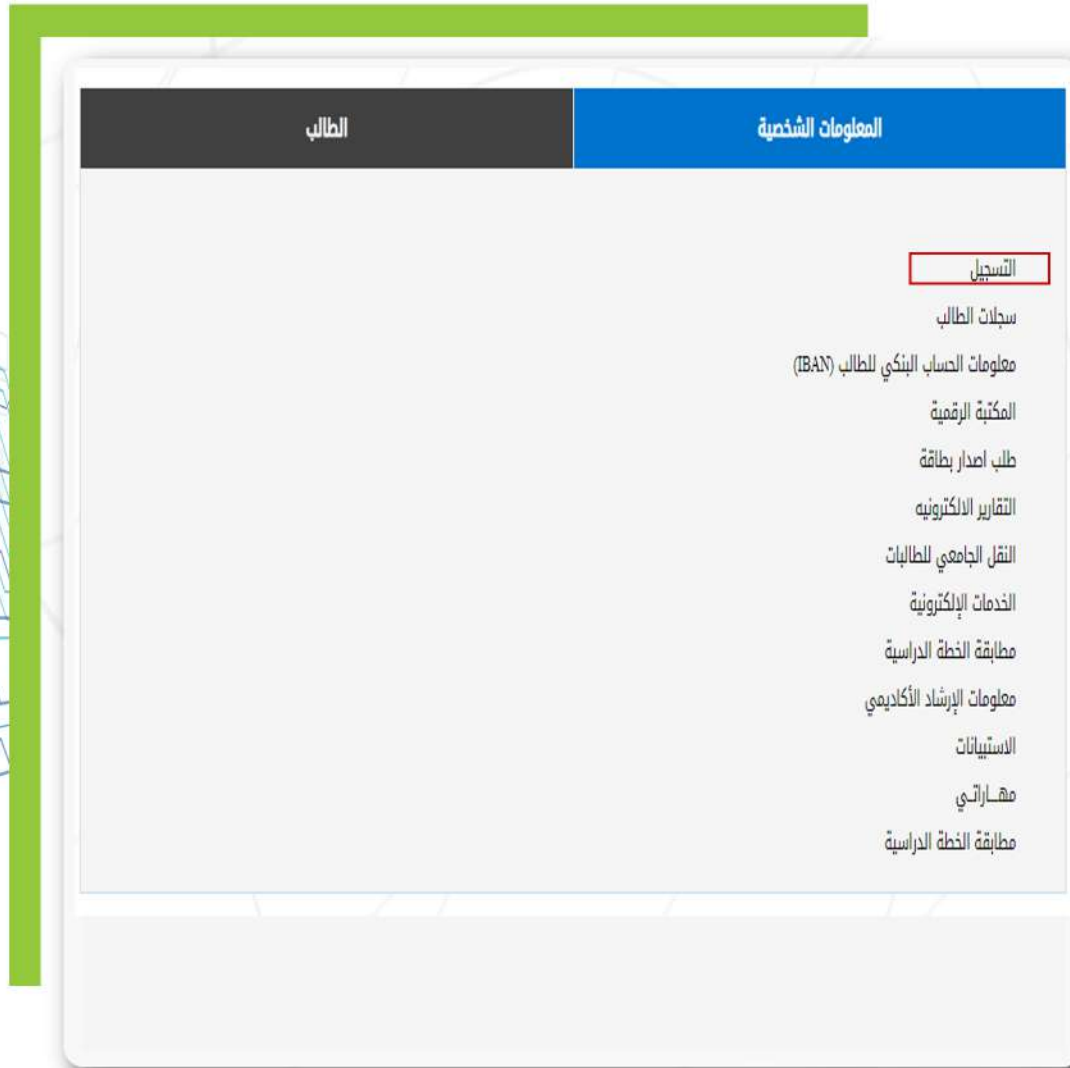 المعلومات الشخصية
الطالب
التسجيل
سجلات الطالب
معلومات الحساب البنكي للطالب (IBAN)
المكتبة الرقمية
طلب اصدار بطاقة
التقارير الالكترونيه
النقل الجامعي للطالبات
الخدمات الإلكترونية
مطابقة الخطة الدراسية
معلومات الإرشاد الأكاديمي
الاستبيانات
مهــاراتـي
مطابقة الخطة الدراسية